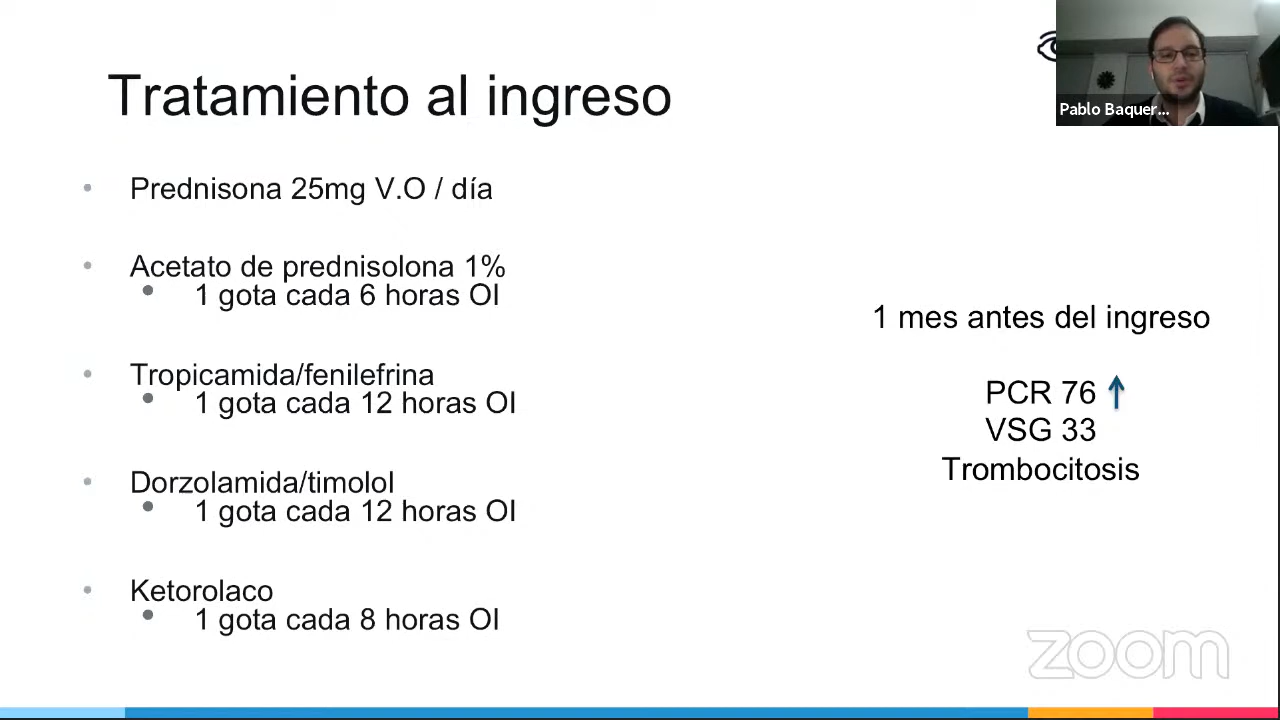 Tratamiento al ingreso
Pablo Baquer...
Prednisona 25mg V.O / día
Acetato de prednisolona 1%
1 gota cada 6 horas OI
Tropicamida/fenilefrina
1 gota cada 12 horas OI
Dorzolamida/timolol
1 gota cada 12 horas OI
Ketorolaco
1 gota cada 8 horas OI
1 mes antes del ingreso
PCR 76
VSG 33
Trombocitosis
zoom